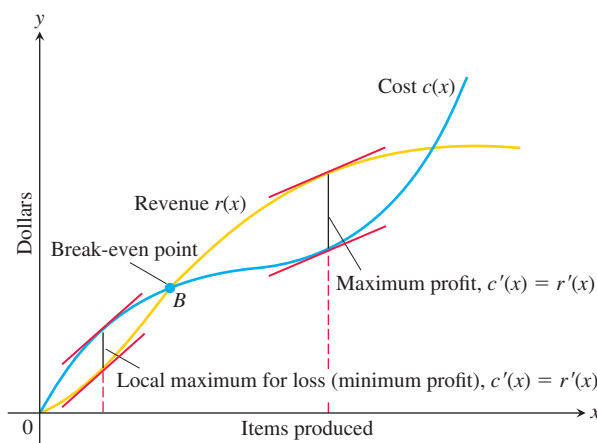 y
Cost c(x)
Revenue r(x)
Dollars
Break-even point
B
Maximum profit, c′(x) = r′(x)
Local maximum for loss (minimum profit), c′(x) = r′(x)
0
Items produced
x